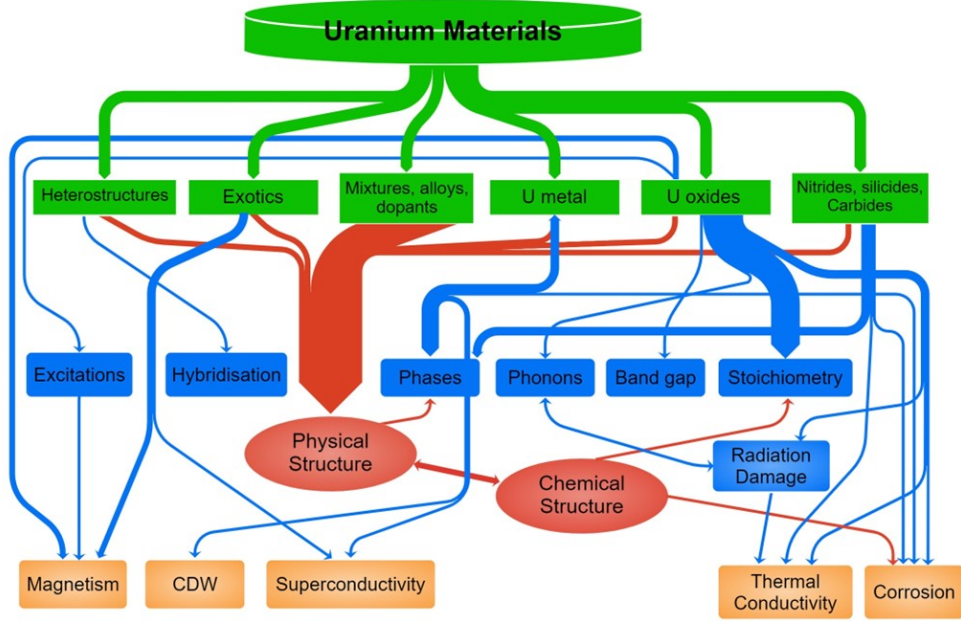 Uranium Materials
Heterostructures
Exotics
Mixtures, alloys,
dopants
U metal
U oxides
Nitrides, silicides,
Carbides
Excitations
Hybridisation
Phases
Phonons
Band gap
Stoichiometry
Physical
Structure
Chemical
Structure
Radiation
Damage
Magnetism
CDW
Superconductivity
Thermal
Conductivity
Corrosion